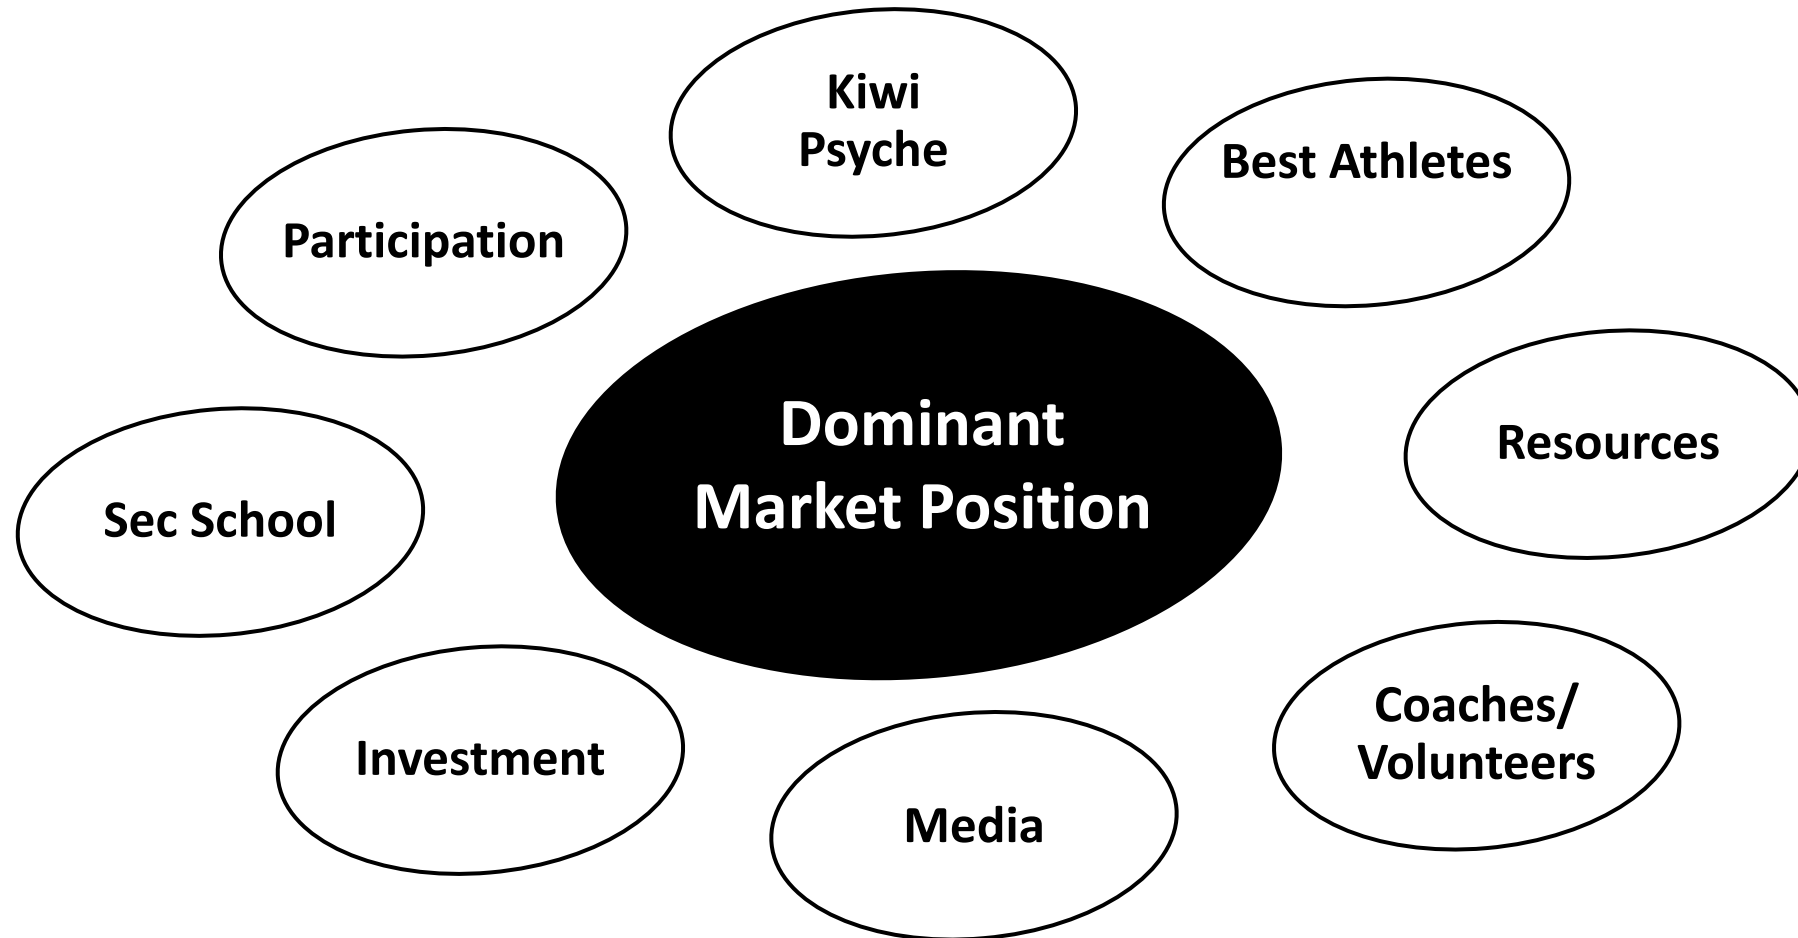 Kiwi
Psyche
Best Athletes
Participation
Dominant
Market Position
Resources
Sec School
Coaches/
Volunteers
Investment
Media